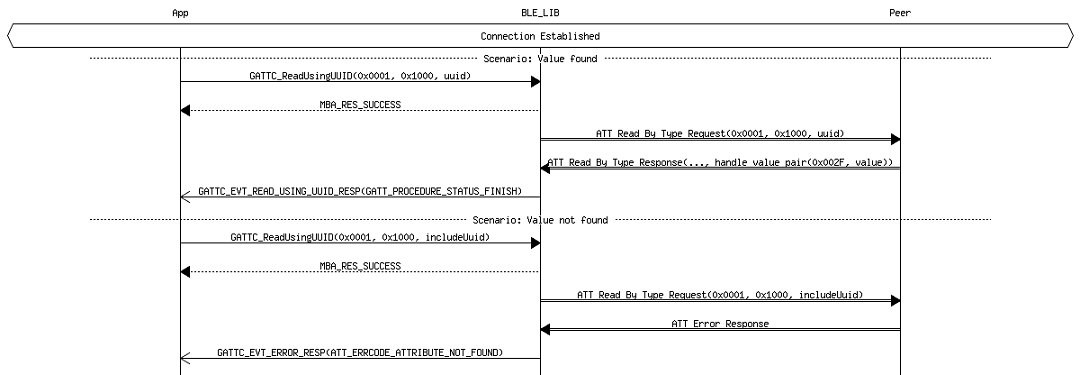 App BLE_LIB Peer
Connection Established
Scenario: Value found
GATTC_ReadUsingUUID(0x0001, 0x1000, uuid)
MBA_RES_SUCCESS
ATT Read By Type Request(0x0001, 0x1000, uuid)
ATT Read By Type Response(..., handle value pair(0x002F, value))
GATTC_EVT_READ_USING_UUID_RESP(GATT_PROCEDURE_STATUS_FINISH)
Scenario: Value not found
GATTC_ReadUsingUUID(0x0001, 0x1000, includeUuid)
MBA_RES_SUCCESS
ATT Read By Type Request(0x0001, 0x1000, includeUuid)
ATT Error Response
GATTC_EVT_ERROR_RESP(ATT_ERRCODE_ATTRIBUTE_NOT_FOUND)